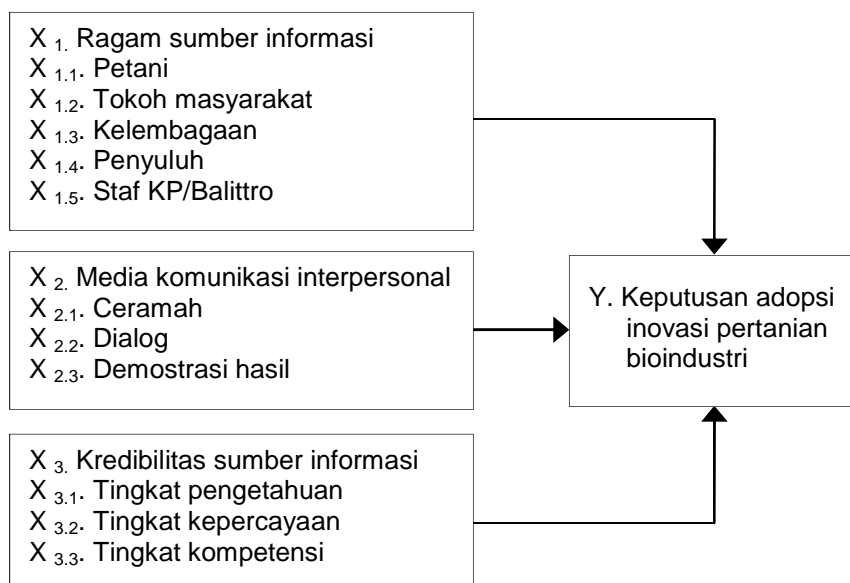 X 1. Ragam sumber informasi
X 1.1. Petani
X 1.2. Tokoh masyarakat
X 1.3. Kelembagaan
X 1.4. Penyuluh
X 1.5. Staf KP/Balittro
X 2. Media komunikasi interpersonal
X 2.1. Ceramah
X 2.2. Dialog
X 2.3. Demostrasi hasil
X 3. Kredibilitas sumber informasi
X 3.1. Tingkat pengetahuan
X 3.2. Tingkat kepercayaan
X 3.3. Tingkat kompetensi
Y. Keputusan adopsi
inovasi pertanian
bioindustri